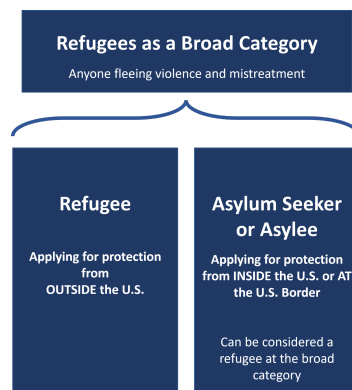 Refugees as a Broad Category
Anyone fleeing violence and mistreatment
Refugee
Applying for protection
from
OUTSIDE the U.S.
Asylum Seeker
or Asylee
Applying for protection
from INSIDE the U.S. or AT
the U.S. Border
Can be considered a
refugee at the broad
category